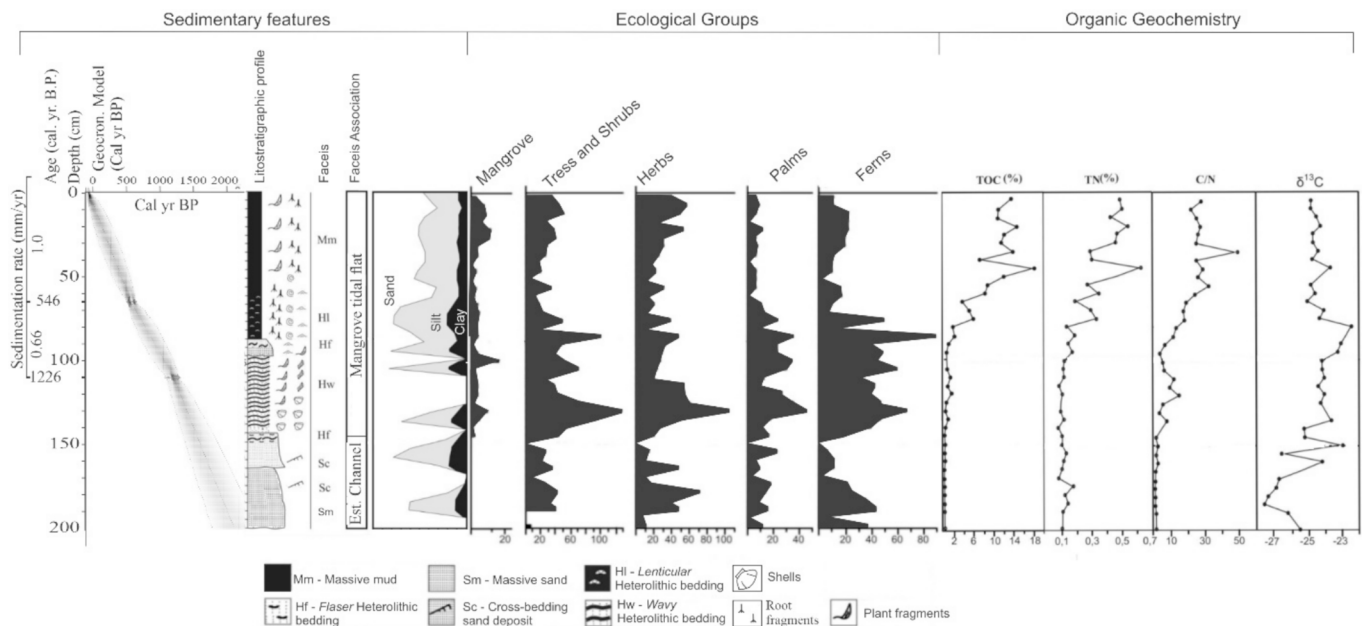 Sedimentary features
Ecological Groups
Organic Geochemistry
Sedimentation rate (mm/yr)
Age (cal. yr. B.P.)
Depth (cm)
Geocron. Model
(Cal yr BP)
Litostratigraphic profile
Faceis
Faceis Association
Mangrove
Tress and Shrubs
Herbs
Palms
Ferns
TOC (%)
TN(%)
C/N
δ13C
0 500 1000 1500 2000
Cal yr BP
0
50
100
150
200
1.0
546
0.66
1226
Mm
Hl
Hf
Hw
Hf
Sc
Sc
Sm
Mangrove tidal flat
Est. Channel
Sand
Silt
Clay
20
20 40 60 80 100
20 40 60 80 100
20 40
20 40 60 80
2 6 10 14 18
0,1 0,3 0,5 0,7
10 30 50
-27 -25 -23
Mm - Massive mud
Sm - Massive sand
Hl - Lenticular
Heterolithic bedding
Shells
Hf - Flaser Heterolithic
bedding
Sc - Cross-bedding
sand deposit
Hw - Wavy
Heterolithic bedding
Root
fragments
Plant fragments